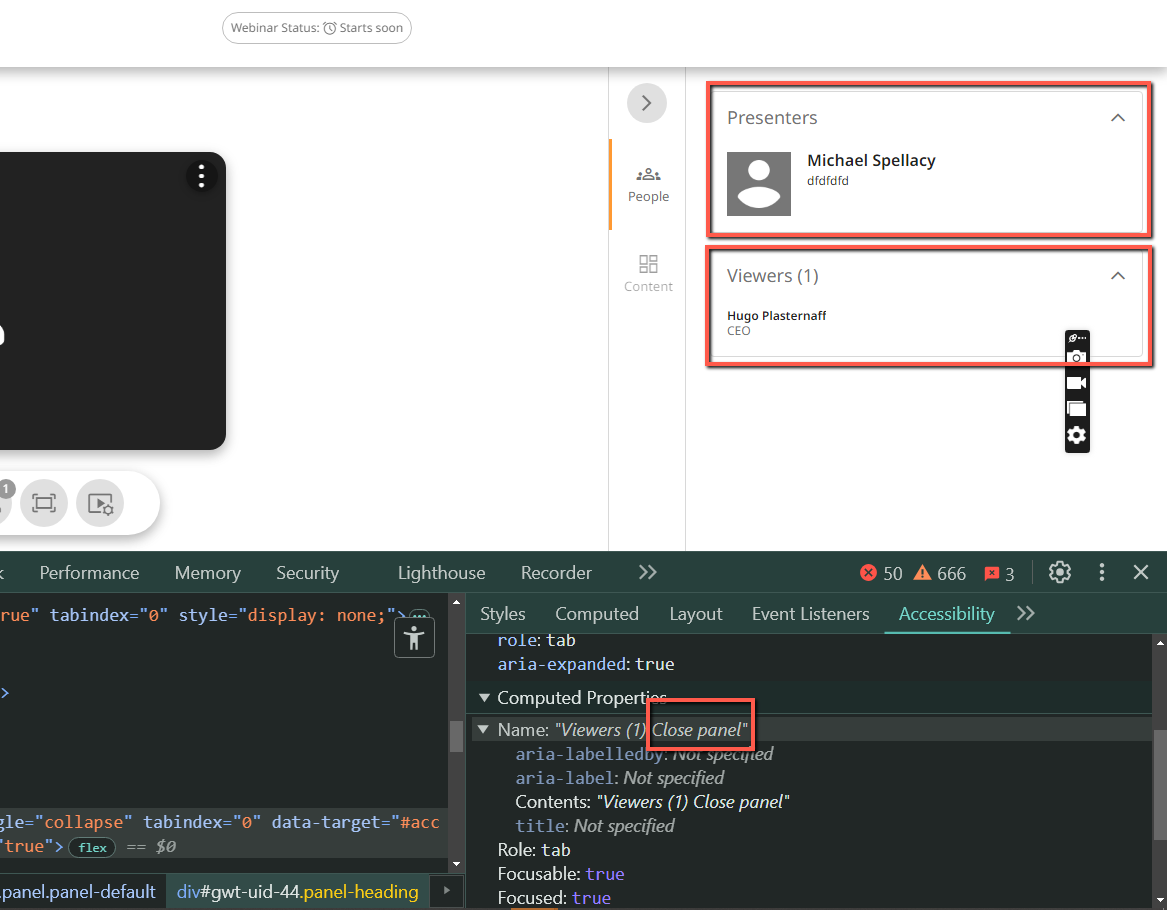 Webinar Status: Starts soon
Presenters
Michael Spellacy
dfdfdfd
People
Viewers (1)
Content
Hugo Plasternaff
CEO
1
Performance Memory Security Lighthouse Recorder 50 666 3
rue" tabindex="0" style="display: none;">
>
gle="collapse" tabindex="0" data-target="#acc
"true"> flex == $0
.panel.panel-default div#gwt-uid-44.panel-heading
Styles Computed Layout Event Listeners Accessibility
role: tab
aria-expanded: true
Computed Properties
Name: "Viewers (1) Close panel"
aria-labelledby: Not specified
aria-label: Not specified
Contents: "Viewers (1) Close panel"
title: Not specified
Role: tab
Focusable: true
Focused: true